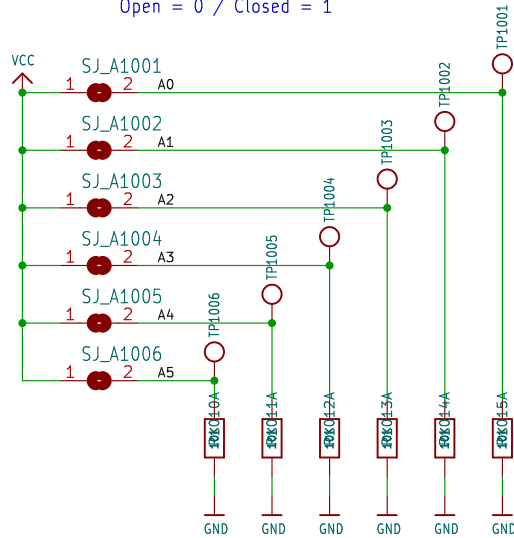 Open = 0 / Closed = 1
VCC
TP1001
SJ_A1001
1 2 A0
TP1002
SJ_A1002
1 2 A1
TP1003
SJ_A1003
1 2 A2
TP1004
SJ_A1004
1 2 A3
TP1005
SJ_A1005
1 2 A4
TP1006
SJ_A1006
1 2 A5
GND GND GND GND GND GND